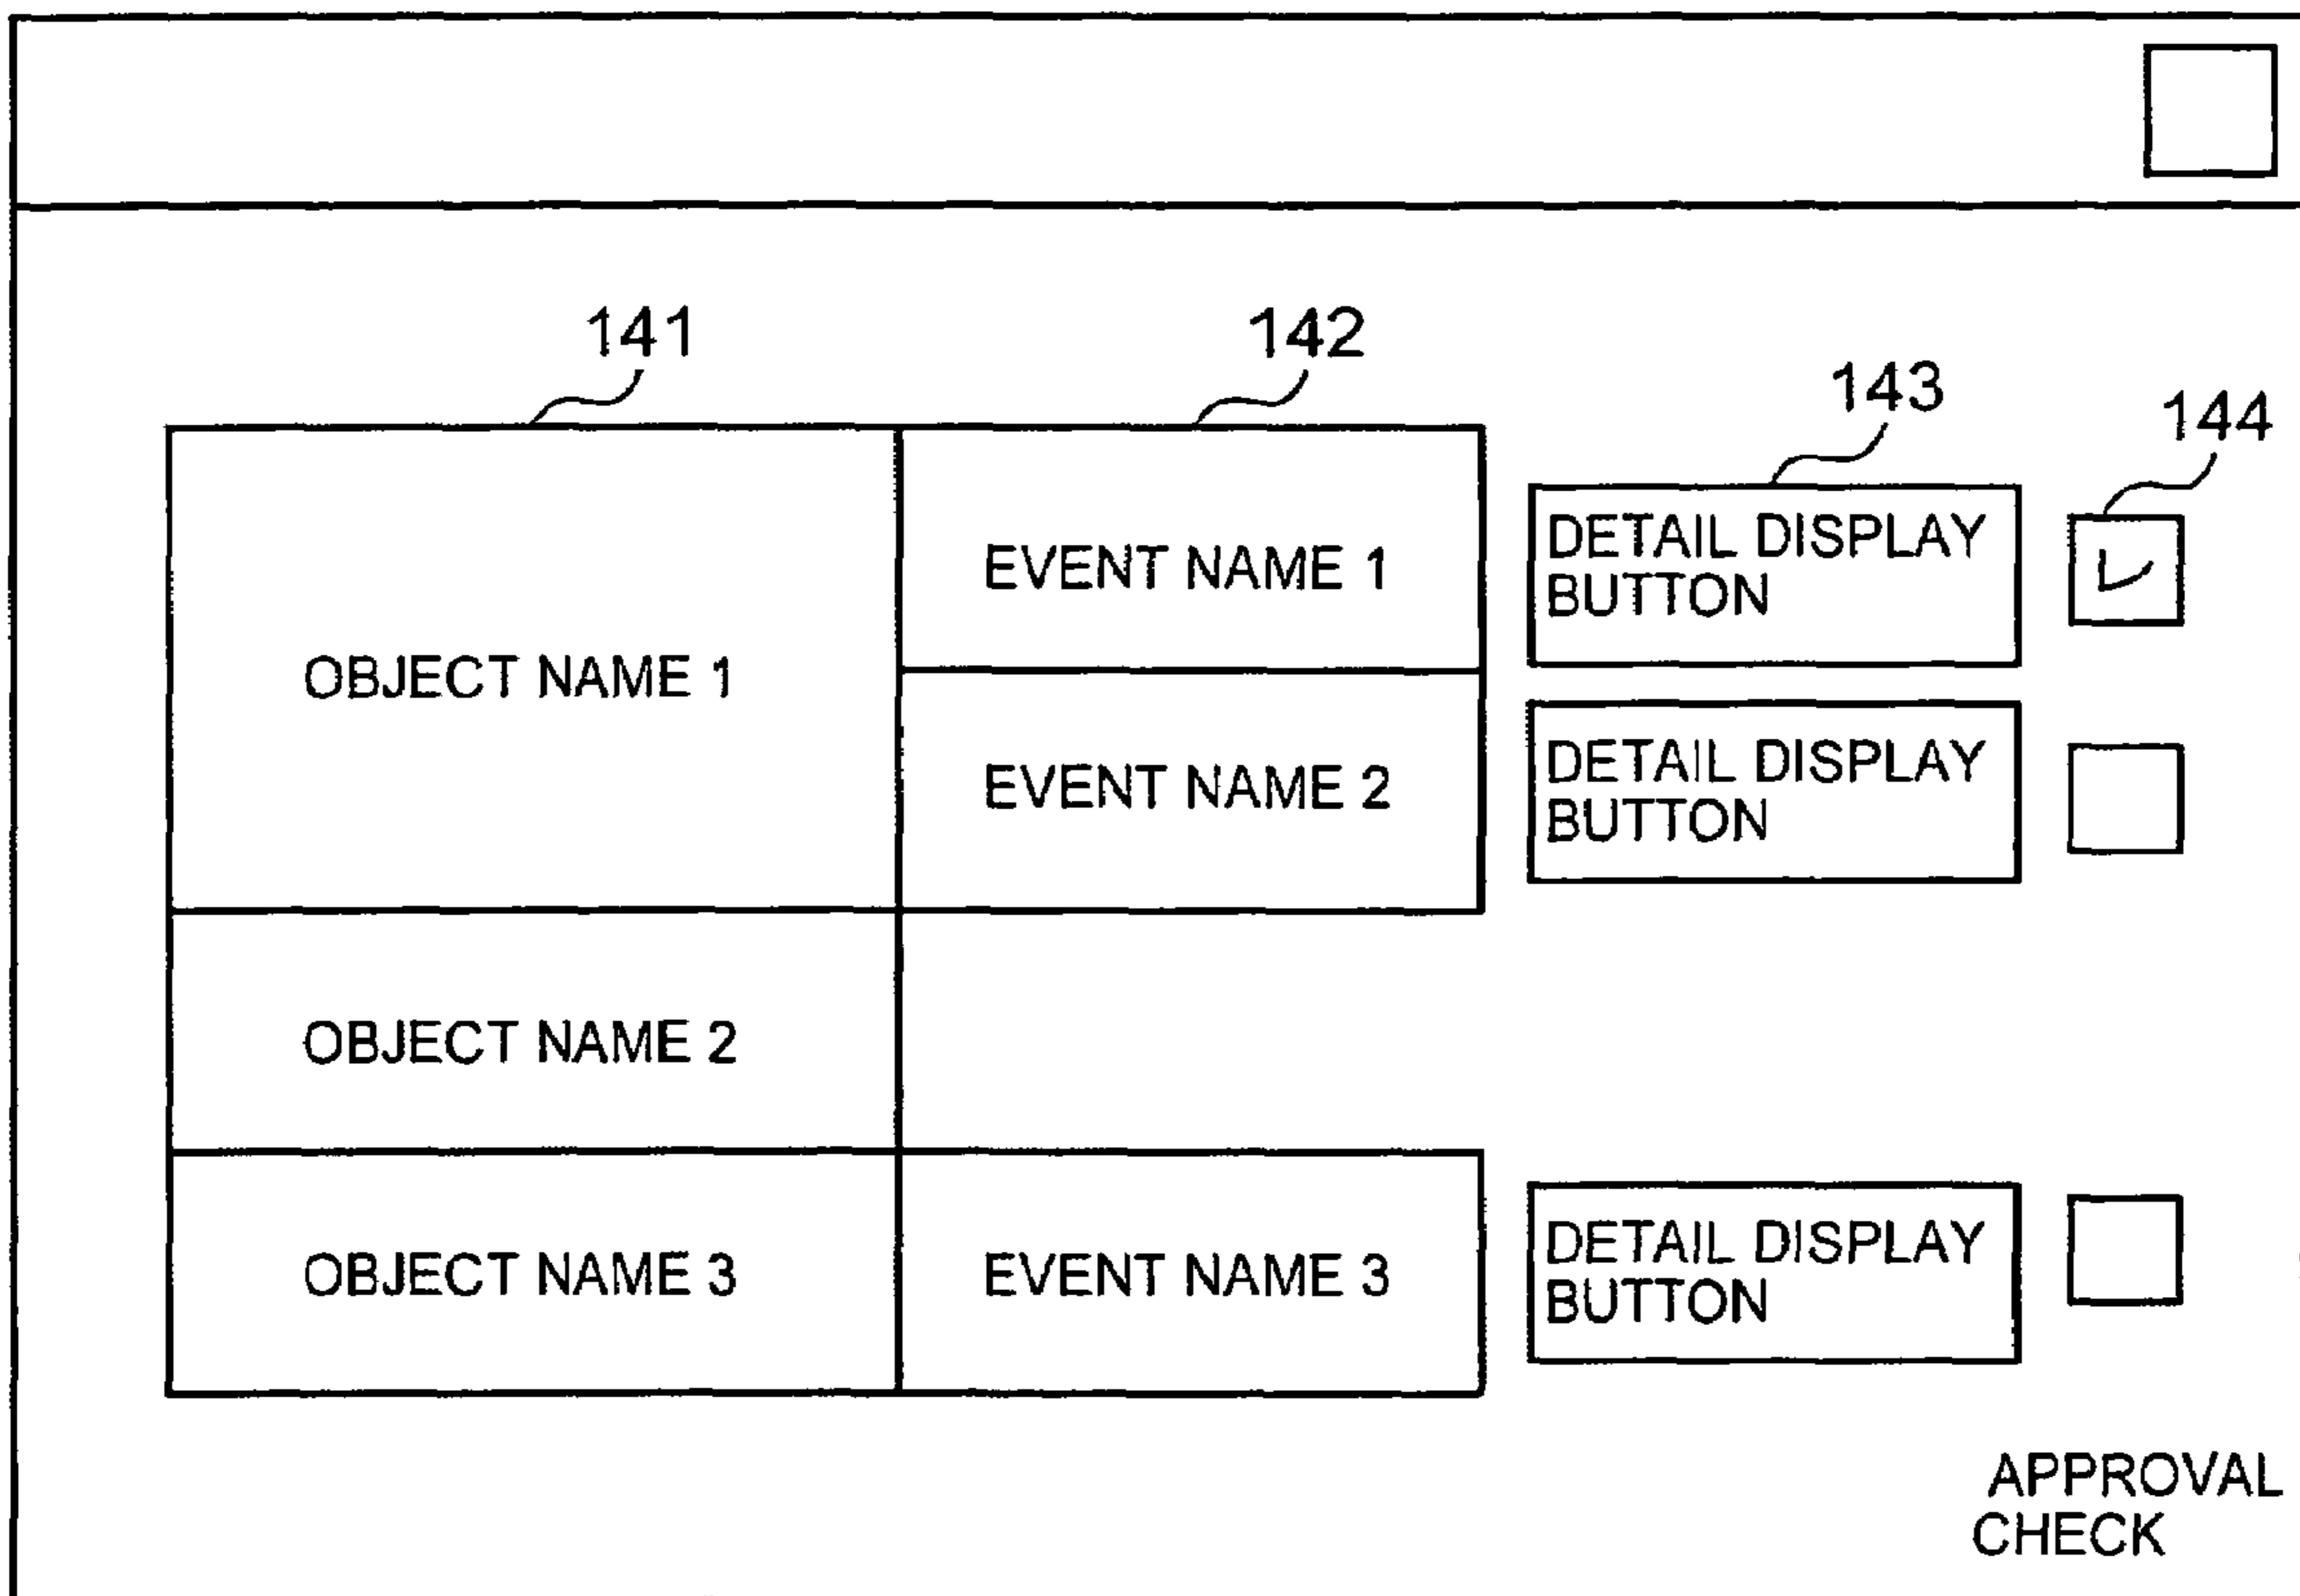 141
142
143
144
OBJECT NAME 1
EVENT NAME 1
DETAIL DISPLAY
BUTTON
EVENT NAME 2
DETAIL DISPLAY
BUTTON
OBJECT NAME 2
OBJECT NAME 3
EVENT NAME 3
DETAIL DISPLAY
BUTTON
APPROVAL
CHECK